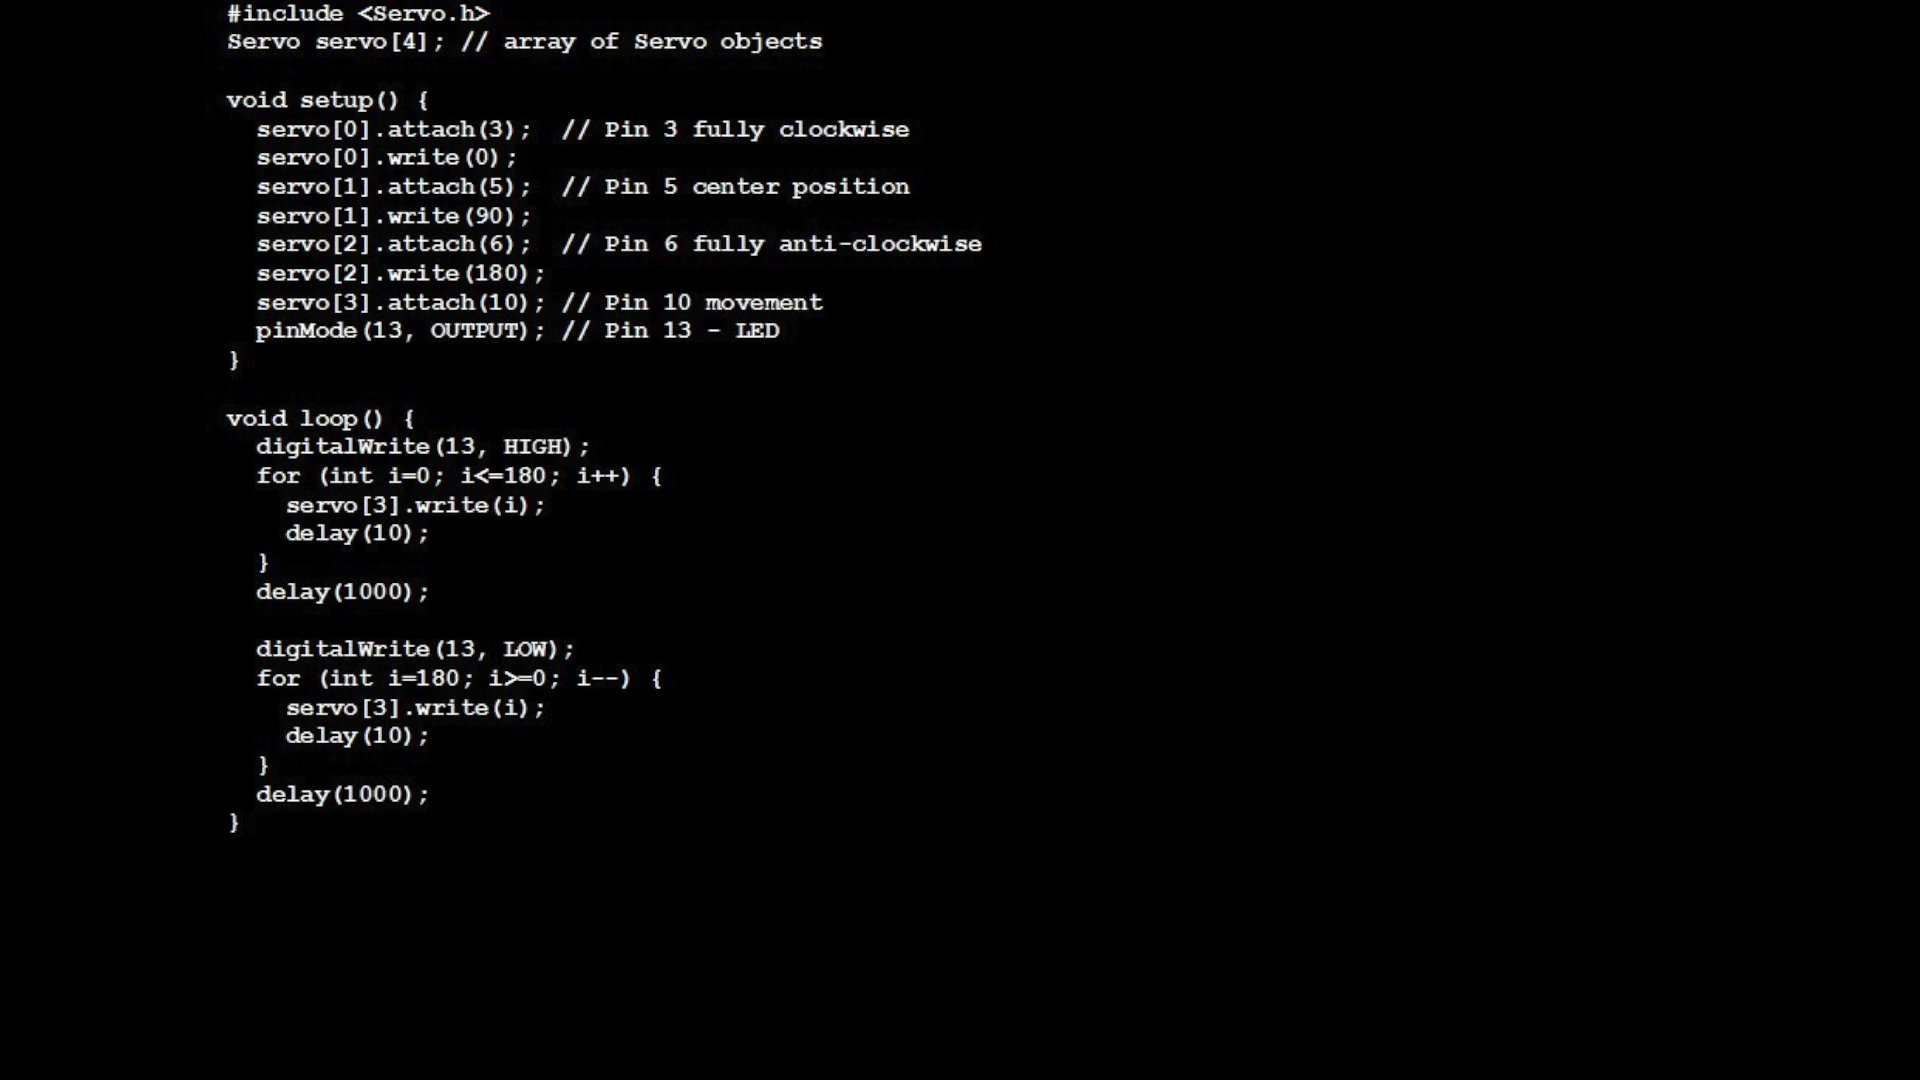 #include <Servo.h>
Servo servo[4]; // array of Servo objects

void setup() {
  servo[0].attach(3);  // Pin 3 fully clockwise
  servo[0].write(0);
  servo[1].attach(5);  // Pin 5 center position
  servo[1].write(90);
  servo[2].attach(6);  // Pin 6 fully anti-clockwise
  servo[2].write(180);
  servo[3].attach(10); // Pin 10 movement
  pinMode(13, OUTPUT); // Pin 13 - LED
}

void loop() {
  digitalWrite(13, HIGH);
  for (int i=0; i<=180; i++) {
    servo[3].write(i);
    delay(10);
  }
  delay(1000);

  digitalWrite(13, LOW);
  for (int i=180; i>=0; i--) {
    servo[3].write(i);
    delay(10);
  }
  delay(1000);
}